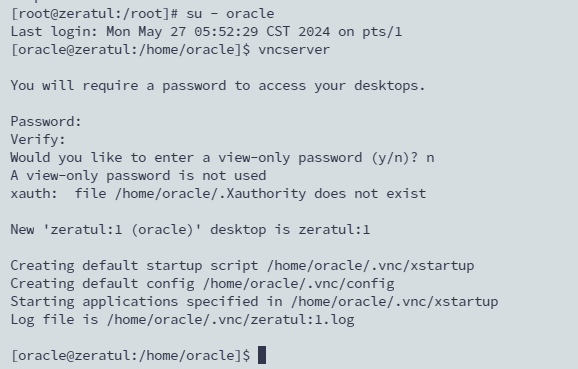 [root@zeratul:/root]# su - oracle
Last login: Mon May 27 05:52:29 CST 2024 on pts/1
[oracle@zeratul:/home/oracle]$ vncserver
You will require a password to access your desktops.
Password:
Verify:
Would you like to enter a view-only password (y/n)? n
A view-only password is not used
xauth:  file /home/oracle/.Xauthority does not exist
New 'zeratul:1 (oracle)' desktop is zeratul:1
Creating default startup script /home/oracle/.vnc/xstartup
Creating default config /home/oracle/.vnc/config
Starting applications specified in /home/oracle/.vnc/xstartup
Log file is /home/oracle/.vnc/zeratul:1.log
[oracle@zeratul:/home/oracle]$